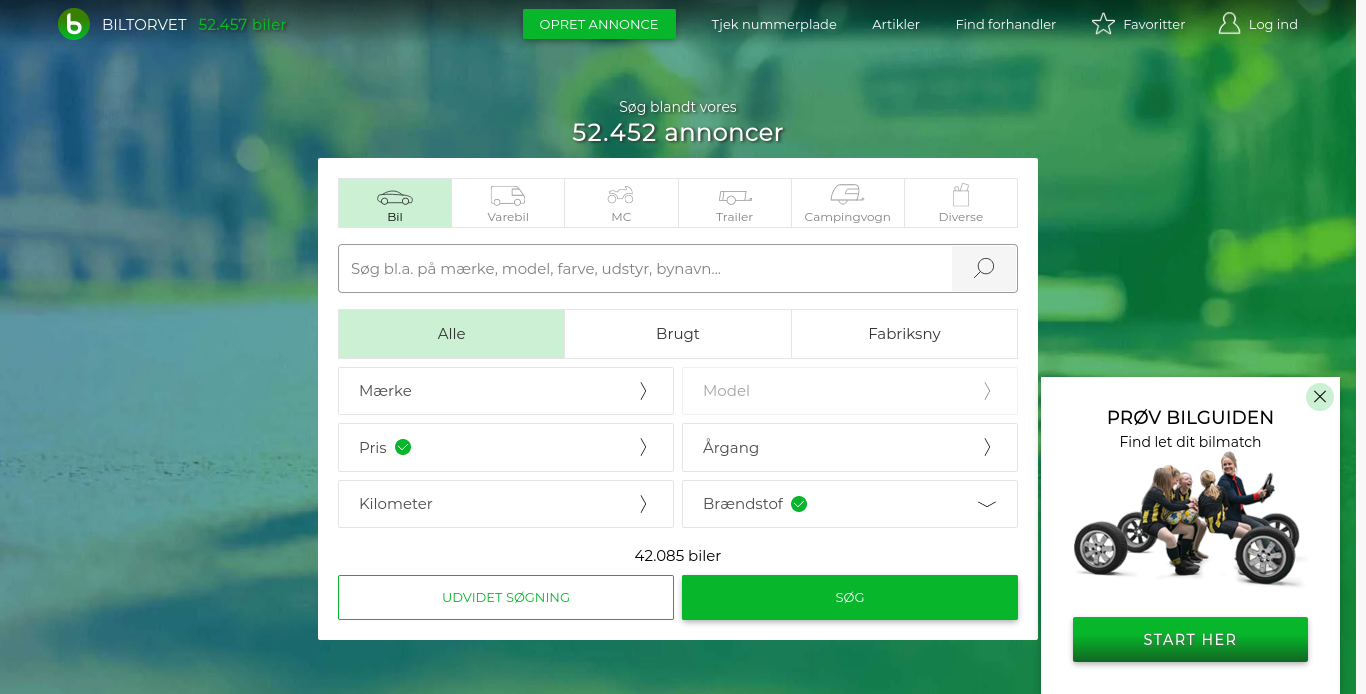 BILTORVET 52.457 biler
OPRET ANNONCE
Tjek nummerplade
Artikler
Find forhandler
Favoritter
Log ind
Søg blandt vores
52.452 annoncer
Bil
Varebil
MC
Trailer
Campingvogn
Diverse
Søg bl.a. på mærke, model, farve, udstyr, bynavn...
Alle
Brugt
Fabriksny
Mærke
Model
Pris
Årgang
Kilometer
Brændstof
42.085 biler
UDVIDET SØGNING
SØG
PRØV BILGUIDEN
Find let dit bilmatch
START HER